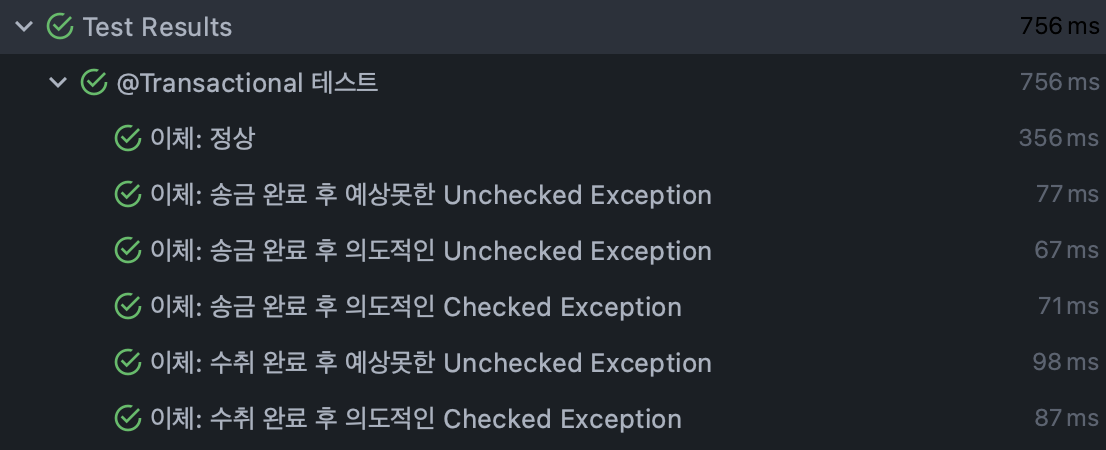 Test Results 756 ms
@Transactional 테스트 756 ms
이체: 정상 356 ms
이체: 송금 완료 후 예상못한 Unchecked Exception 77 ms
이체: 송금 완료 후 의도적인 Unchecked Exception 67 ms
이체: 송금 완료 후 의도적인 Checked Exception 71 ms
이체: 수취 완료 후 예상못한 Unchecked Exception 98 ms
이체: 수취 완료 후 의도적인 Checked Exception 87 ms